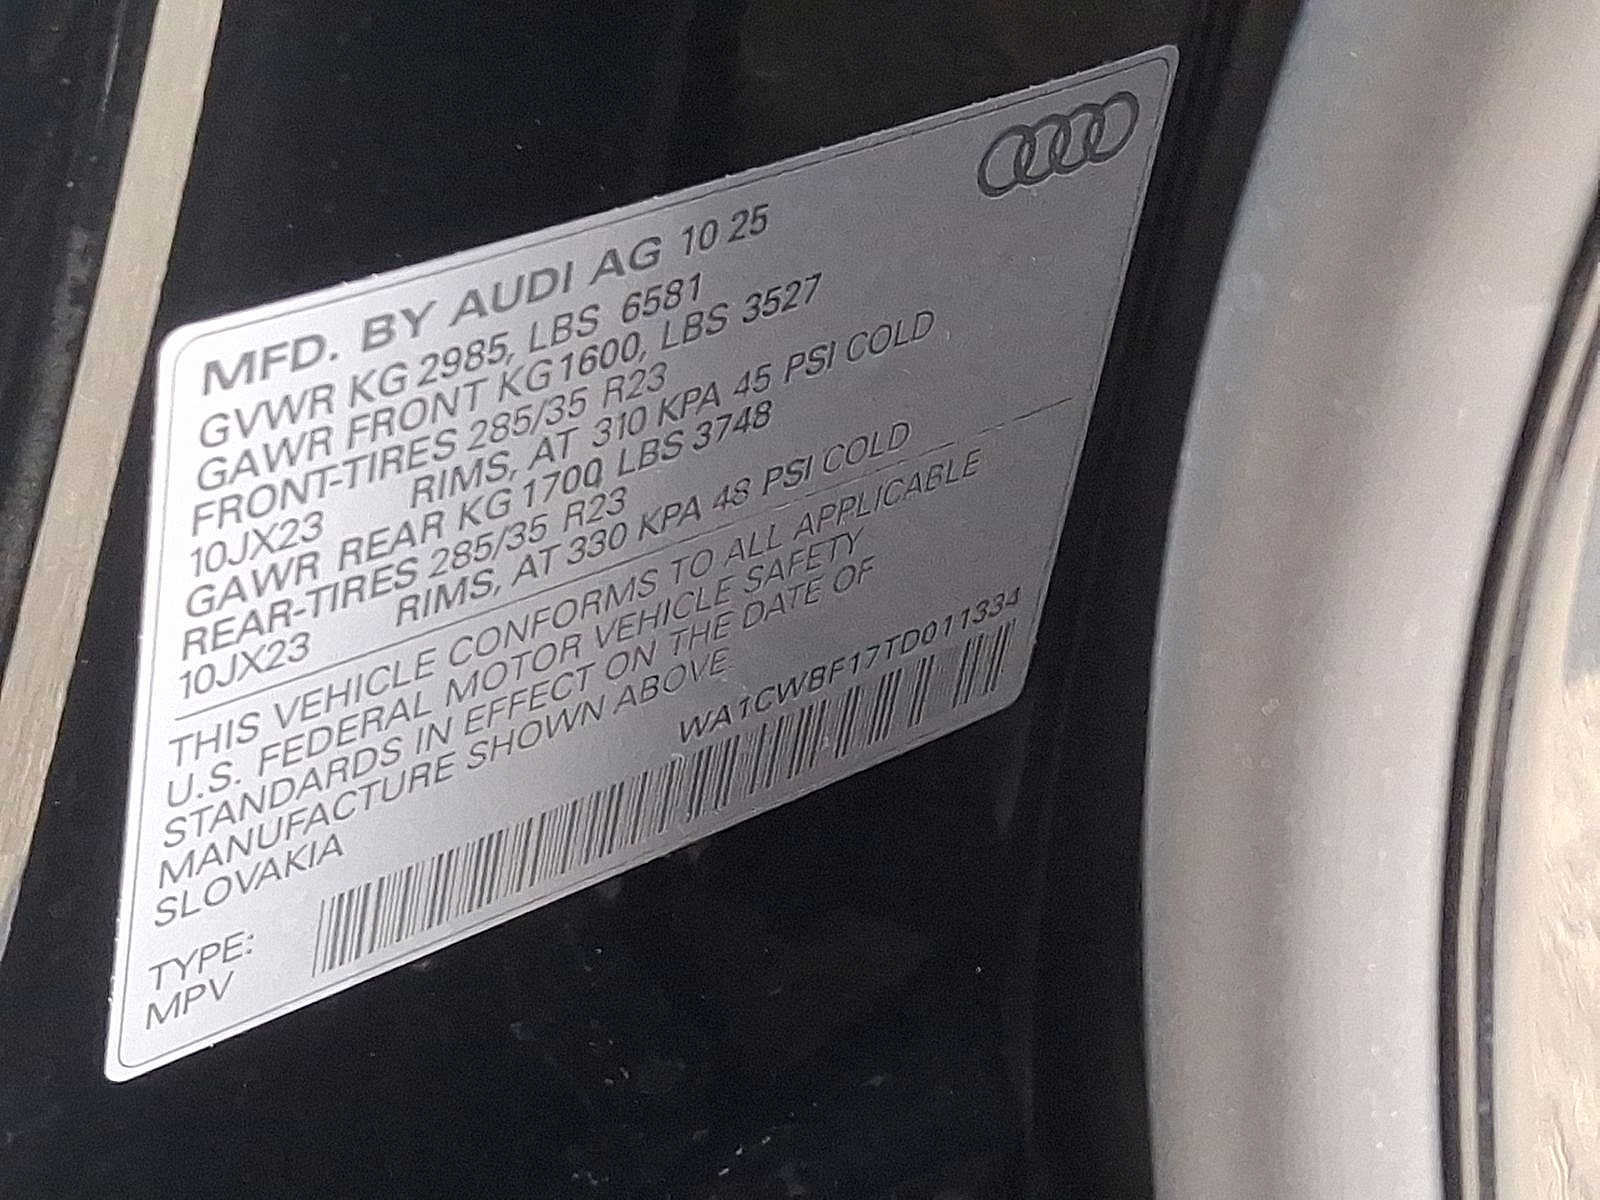 MFD. BY AUDI AG 10 25
GVWR KG 2985, LBS 6581
GAWR FRONT KG 1600, LBS 3527
FRONT-TIRES 285/35 R23
10JX23 RIMS, AT 310 KPA 45 PSI COLD
GAWR REAR KG 1700, LBS 3748
REAR-TIRES 285/35 R23
10JX23 RIMS, AT 330 KPA 48 PSI COLD
THIS VEHICLE CONFORMS TO ALL APPLICABLE
U.S. FEDERAL MOTOR VEHICLE SAFETY
STANDARDS IN EFFECT ON THE DATE OF
MANUFACTURE SHOWN ABOVE.
SLOVAKIA
WA1CWBF17TD011334
TYPE:
MPV